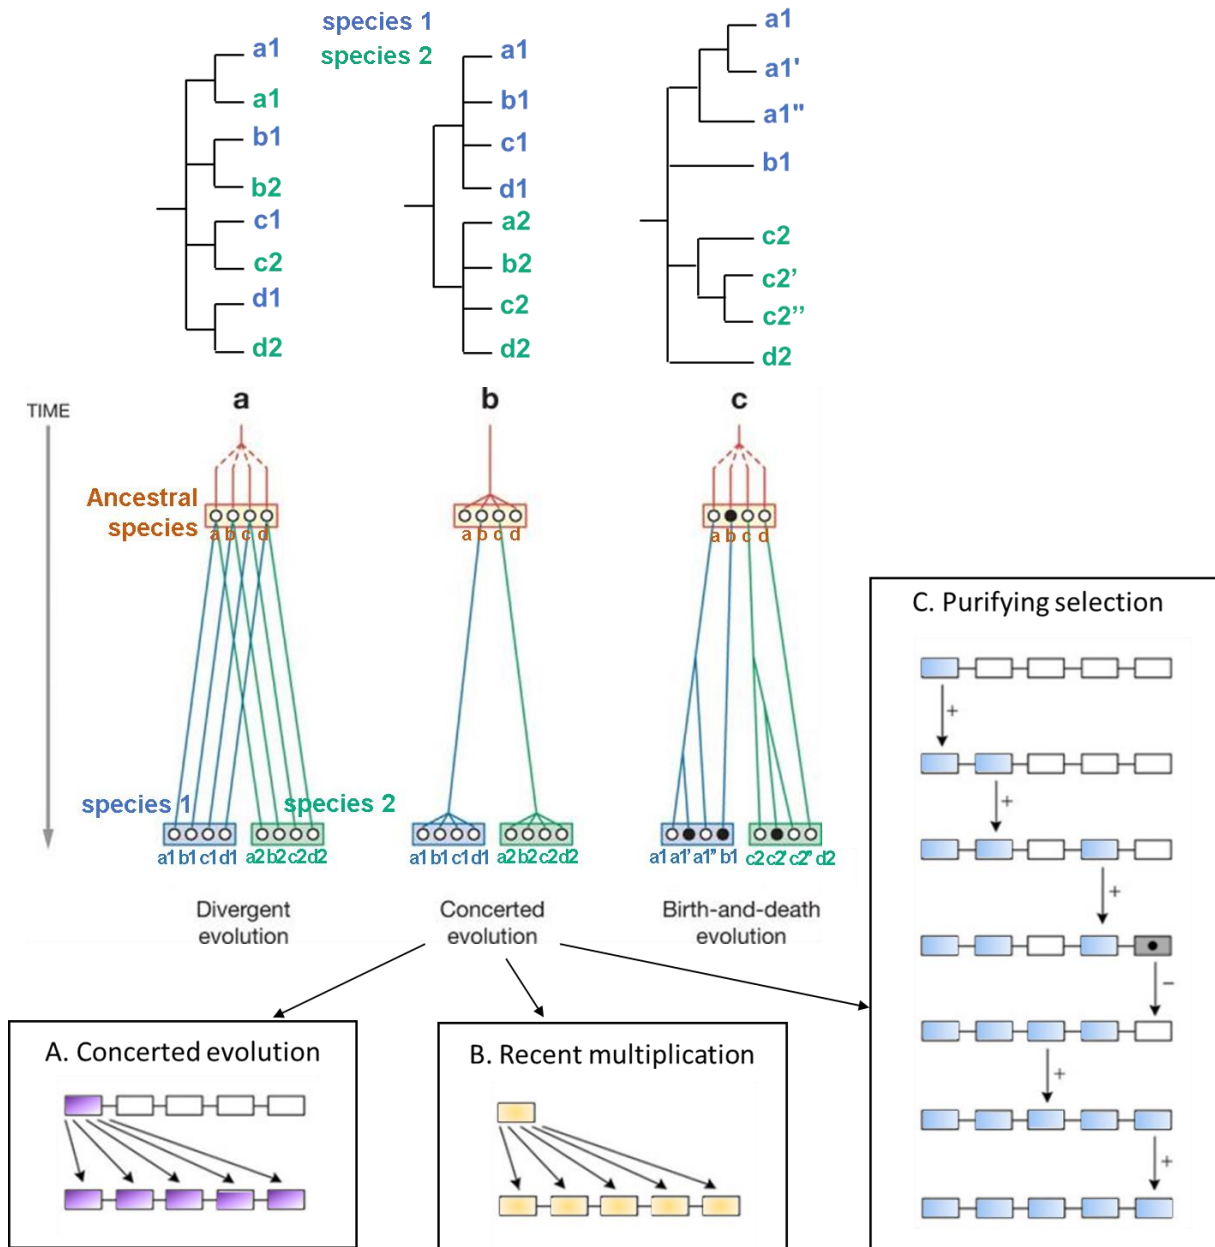 species 1
species 2
a1
a1
b1
b2
c1
c2
d1
d2
a1
b1
c1
d1
a2
b2
c2
d2
a1
a1'
a1"
b1
c2
c2'
c2’’
d2
TIME
a
b
c
Ancestral
species
a b c d
a b c d
a b c d
species 1
species 2
a1 b1 c1 d1
a2 b2 c2 d2
a1 b1 c1 d1
a2 b2 c2 d2
a1 a1' a1" b1
c2 c2' c2" d2
Divergent
evolution
Concerted
evolution
Birth-and-death
evolution
A. Concerted evolution
B. Recent multiplication
C. Purifying selection
+
+
+
−
+
+